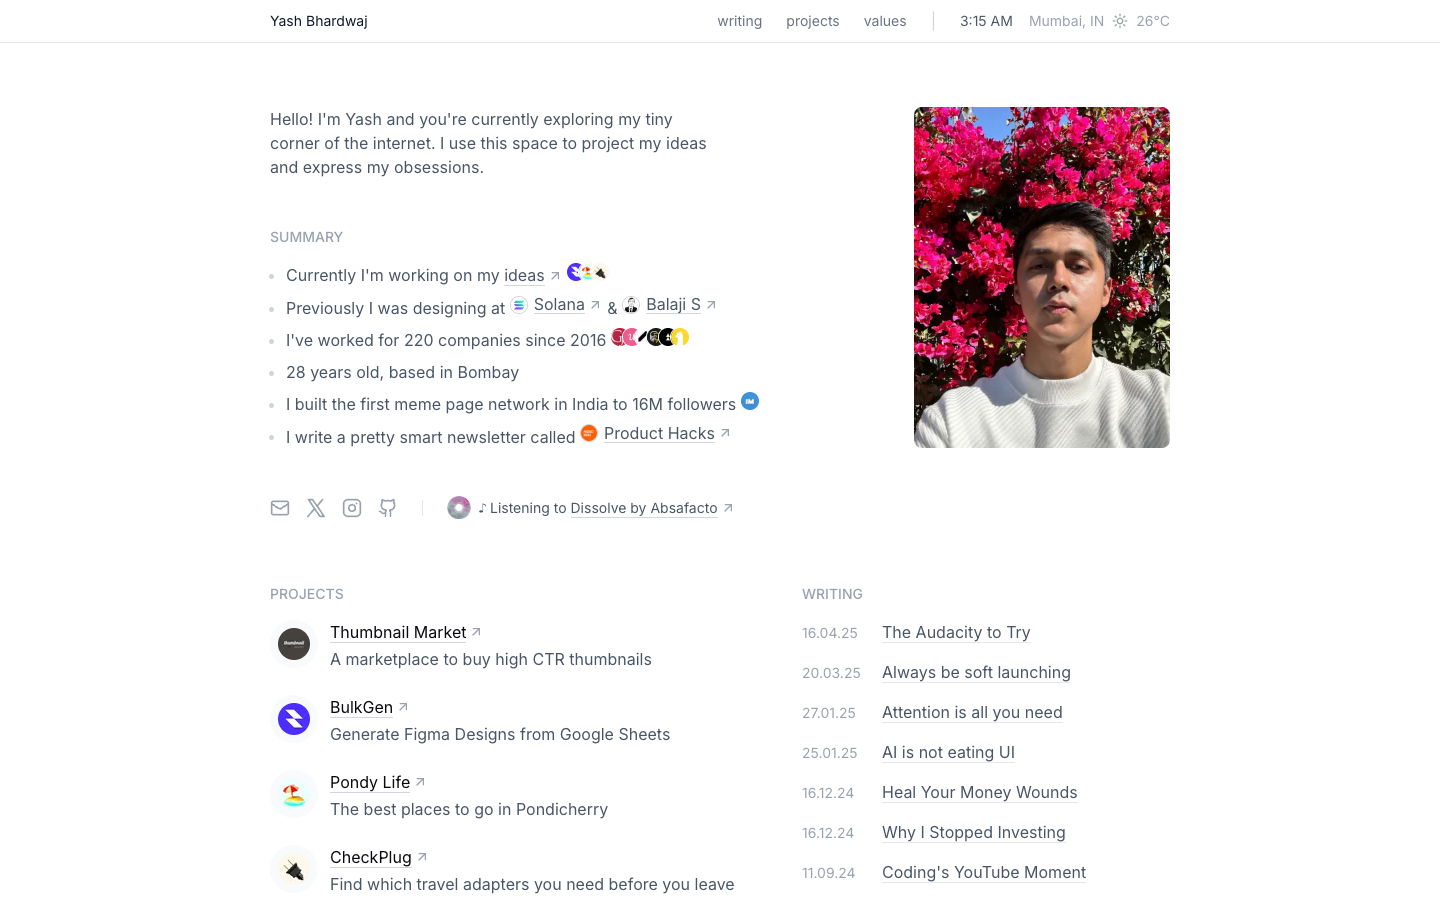 Yash Bhardwaj
writing projects values 3:15 AM Mumbai, IN 26°C
Hello! I'm Yash and you're currently exploring my tiny
corner of the internet. I use this space to project my ideas
and express my obsessions.
SUMMARY
Currently I'm working on my ideas
Previously I was designing at Solana & Balaji S
I've worked for 220 companies since 2016
28 years old, based in Bombay
I built the first meme page network in India to 16M followers
I write a pretty smart newsletter called Product Hacks
♪ Listening to Dissolve by Absafacto
PROJECTS
Thumbnail Market
A marketplace to buy high CTR thumbnails
BulkGen
Generate Figma Designs from Google Sheets
Pondy Life
The best places to go in Pondicherry
CheckPlug
Find which travel adapters you need before you leave
WRITING
16.04.25 The Audacity to Try
20.03.25 Always be soft launching
27.01.25 Attention is all you need
25.01.25 AI is not eating UI
16.12.24 Heal Your Money Wounds
16.12.24 Why I Stopped Investing
11.09.24 Coding's YouTube Moment